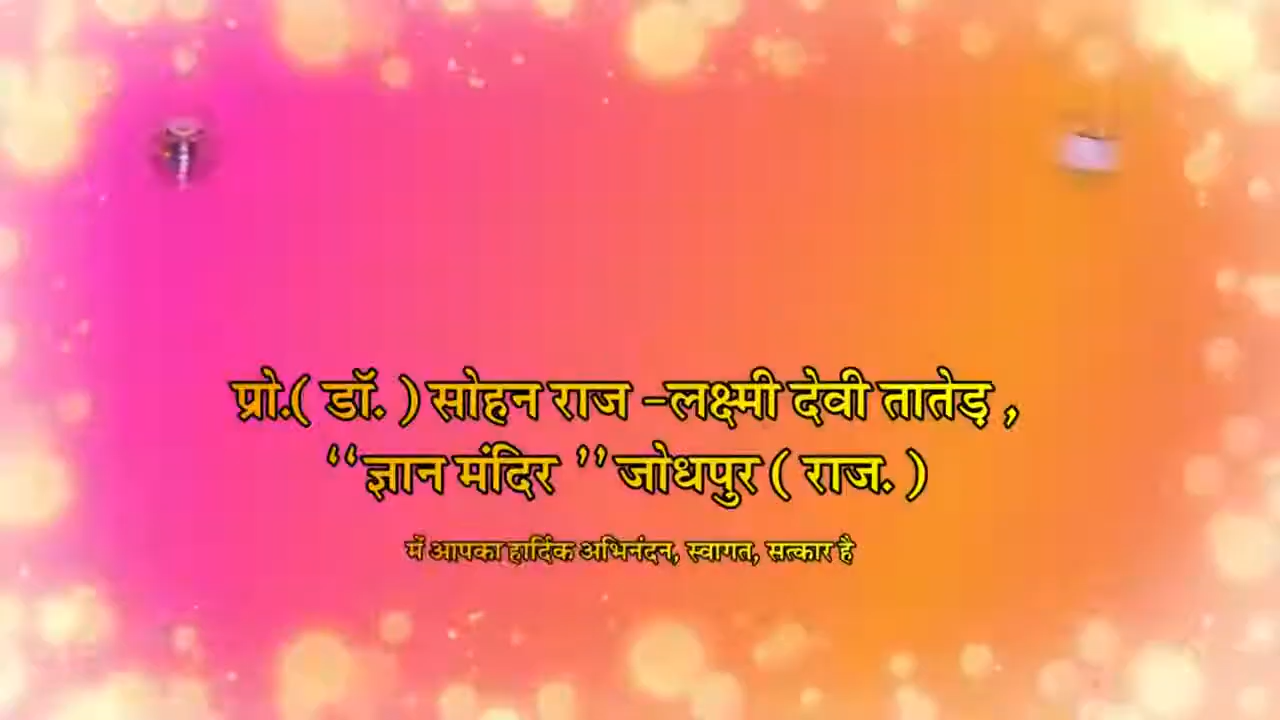 प्रो.( डॉ. ) सोहन राज -लक्ष्मी देवी तातेड़ ,
‘‘ज्ञान मंदिर ’’ जोधपुर ( राज. )
में आपका हार्दिक अभिनंदन, स्वागत, सत्कार है